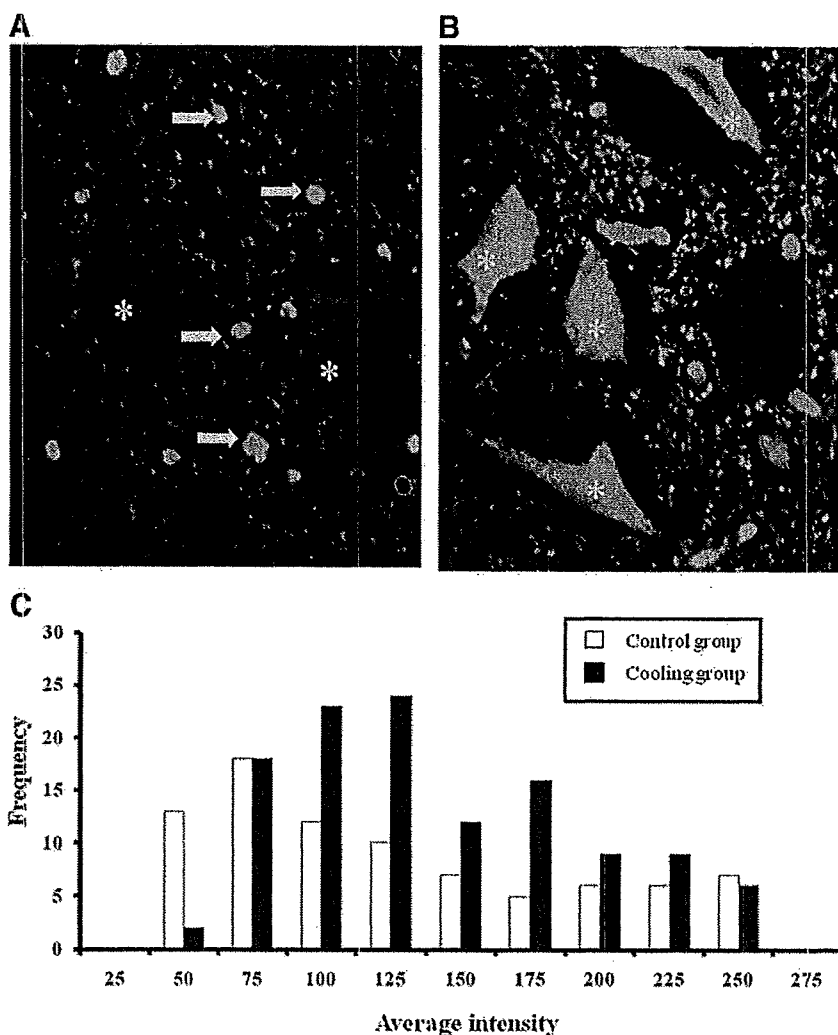 A
B
*
*
*
*
*
*
C
30
25
20
15
10
5
0
Frequency
Control group
Cooling group
25 50 75 100 125 150 175 200 225 250 275
Average intensity